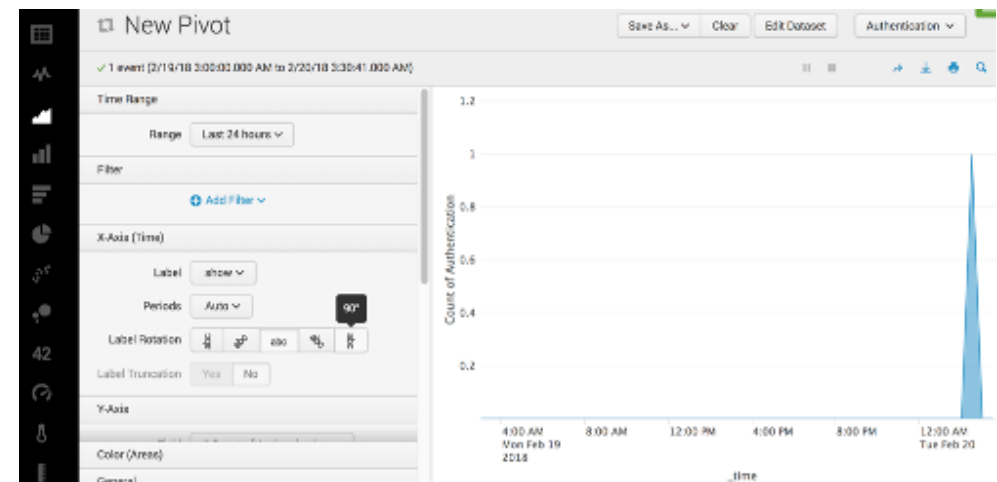 New Pivot
Save As... Clear Edit Dataset Authentication
1 event (2/19/18 3:00:00.000 AM to 2/20/18 3:30:41.000 AM)
Time Range
Range Last 24 hours
Filter
Add Filter
X-Axis (Time)
Label show
Periods Auto
90°
Label Rotation abc abc abc abc abc
Label Truncation Yes No
Y-Axis
Color (Areas)
General
42
1.2
1
0.8
0.6
0.4
0.2
Count of Authentication
4:00 AM 8:00 AM 12:00 PM 4:00 PM 8:00 PM 12:00 AM
Mon Feb 19 Tue Feb 20
2018
_time